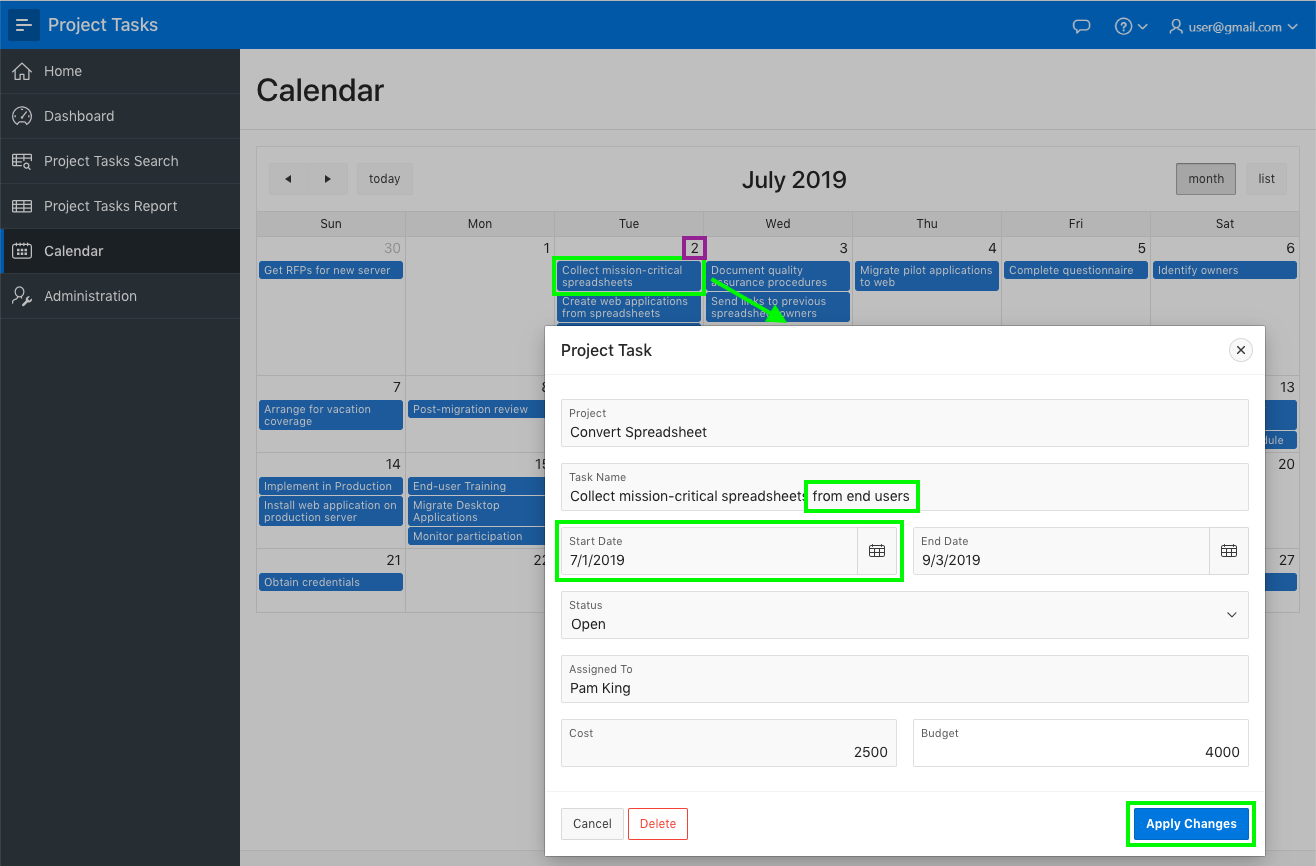 Project Tasks
user@gmail.com
Home
Dashboard
Project Tasks Search
Project Tasks Report
Calendar
Administration
Calendar
today
July 2019
month
list
Sun Mon Tue Wed Thu Fri Sat
30 1 2 3 4 5 6
Get RFPs for new server
Collect mission-critical
spreadsheets
Create web applications
from spreadsheets
Document quality
assurance procedures
Send links to previous
spreadsheet owners
Migrate pilot applications
to web
Complete questionnaire
Identify owners
7 8 13
Arrange for vacation
coverage
Post-migration review
dule
14 15 20
Implement in Production
Install web application on
production server
End-user Training
Migrate Desktop
Applications
Monitor participation
21 22 27
Obtain credentials
Project Task
Project
Convert Spreadsheet
Task Name
Collect mission-critical spreadsheets from end users
Start Date
7/1/2019
End Date
9/3/2019
Status
Open
Assigned To
Pam King
Cost
2500
Budget
4000
Cancel
Delete
Apply Changes